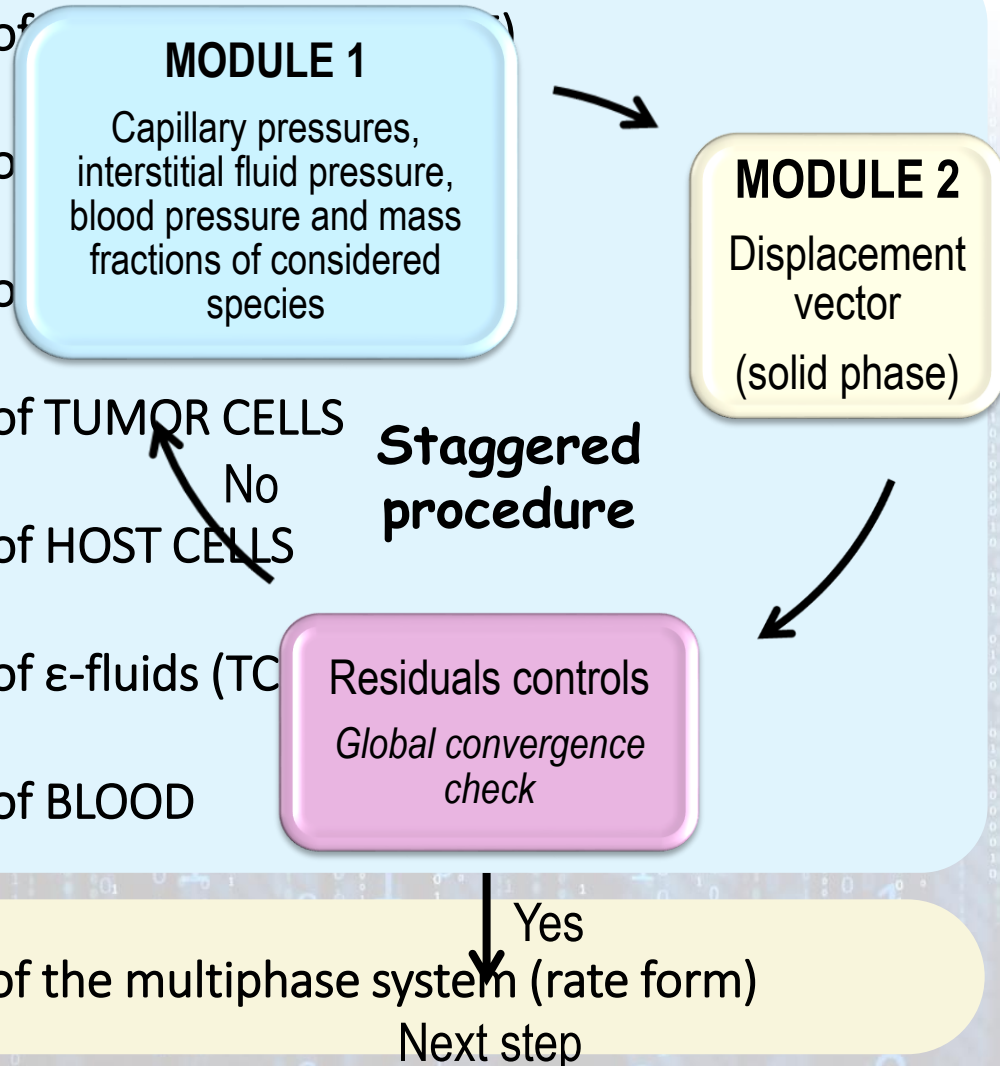 of
)
MODULE 1
Capillary pressures,
interstitial fluid pressure,
blood pressure and mass
fractions of considered
species
MODULE 2
Displacement
vector
(solid phase)
of TUMOR CELLS
No
of HOST CELLS
Staggered
procedure
of ε-fluids (TC
Residuals controls
Global convergence
check
of BLOOD
Yes
of the multiphase system (rate form)
Next step